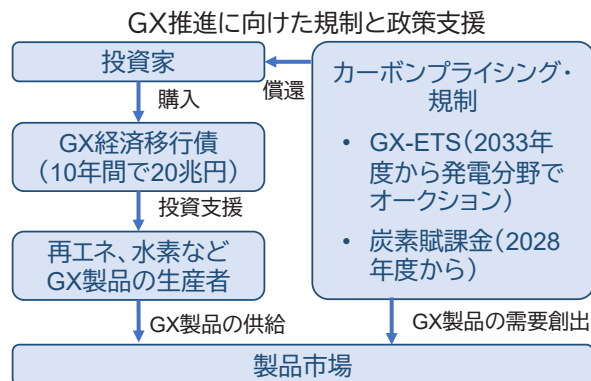 GX推進に向けた規制と政策支援
投資家
購入
償還
GX経済移行債
（10年間で20兆円）
投資支援
再エネ、水素など
GX製品の生産者
GX製品の供給
カーボンプライシング・
規制
• GX-ETS（2033年
度から発電分野で
オークション）
• 炭素賦課金（2028
年度から）
GX製品の需要創出
製品市場